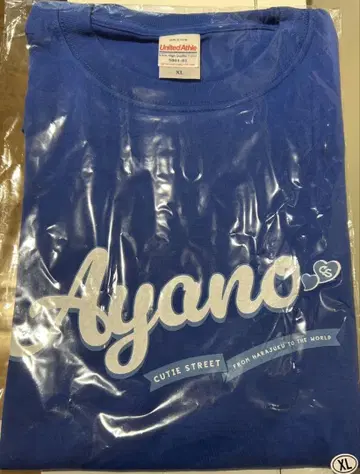 United Athle
XL
Ayano
CS
CUTIE STREET
FROM HARAJUKU TO THE WORLD
XL